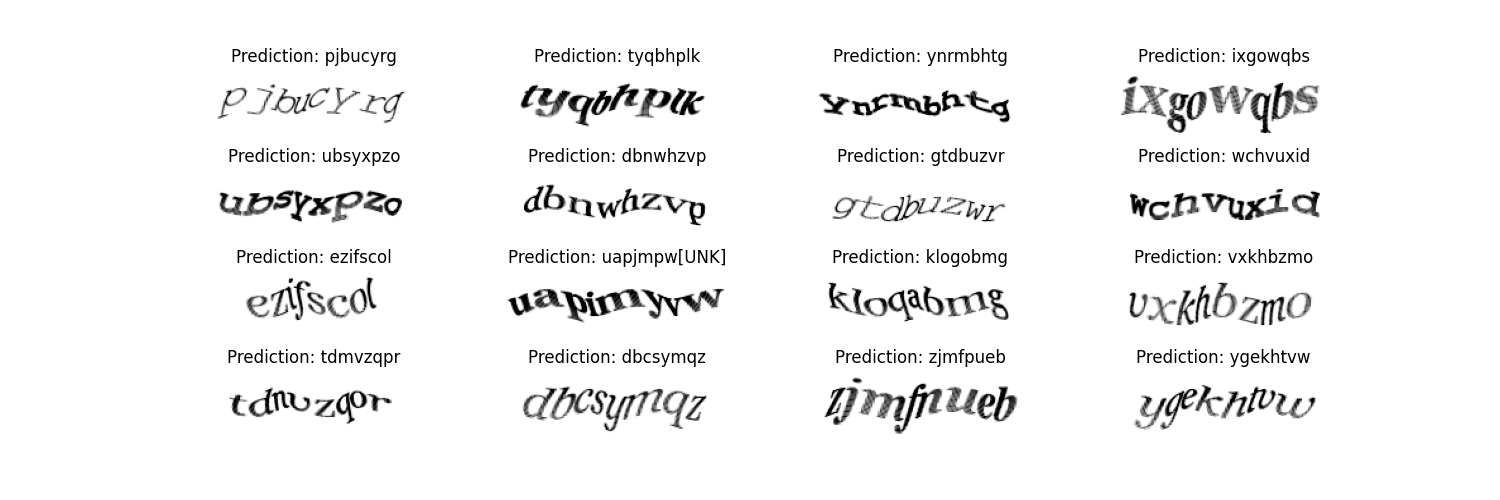 Prediction: pjbucyrg Prediction: tyqbhplk Prediction: ynrmbhtg Prediction: ixgowqbs
pjbucyrg tyqbhplk ynrmbhtg ixgowqbs
Prediction: ubsyxpzo Prediction: dbnwhzvp Prediction: gtdbuzvr Prediction: wchvuxid
ubsyxpzo dbnwhzvp gtdbuzwr wchvuxid
Prediction: ezifscol Prediction: uapjmpw[UNK] Prediction: klogobmg Prediction: vxkhbzmo
ezifscol uapimyvw kloqabmg vxkhbzmo
Prediction: tdmvzqpr Prediction: dbcsymqz Prediction: zjmfpueb Prediction: ygekhtvw
dbcsymqz zjmfnueb ygekhtvw